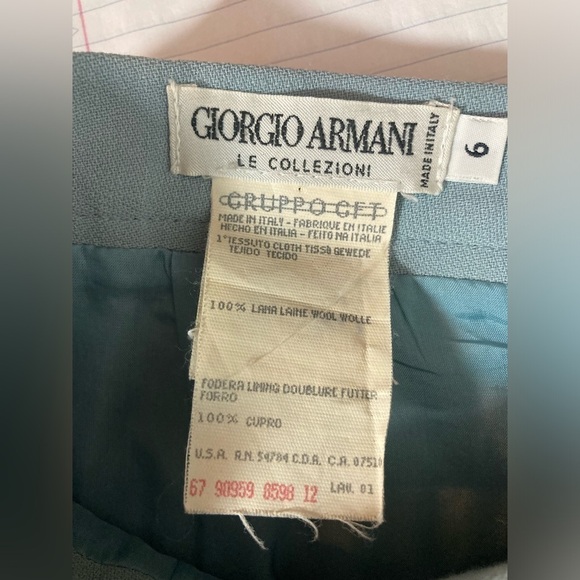 GIORGIO ARMANI
LE COLLEZIONI
MADE IN ITALY
6
GRUPPO GFT
MADE IN ITALY - FABRIQUE EN ITALIE
HECHO EN ITALIA - FEITO NA ITALIA
1°TESSUTO CLOTH TISSÙ GEWEDE
TEJIDO TECIDO
100% LANA LAINE WOOL WOLLE
FODERA LINING DOUBLURE FUTTER
FORRO
100% CUPRO
U.S.A. R.N. 54784 C.D.A. C.A. 07510
67 90959 8598 12 LAV. 01